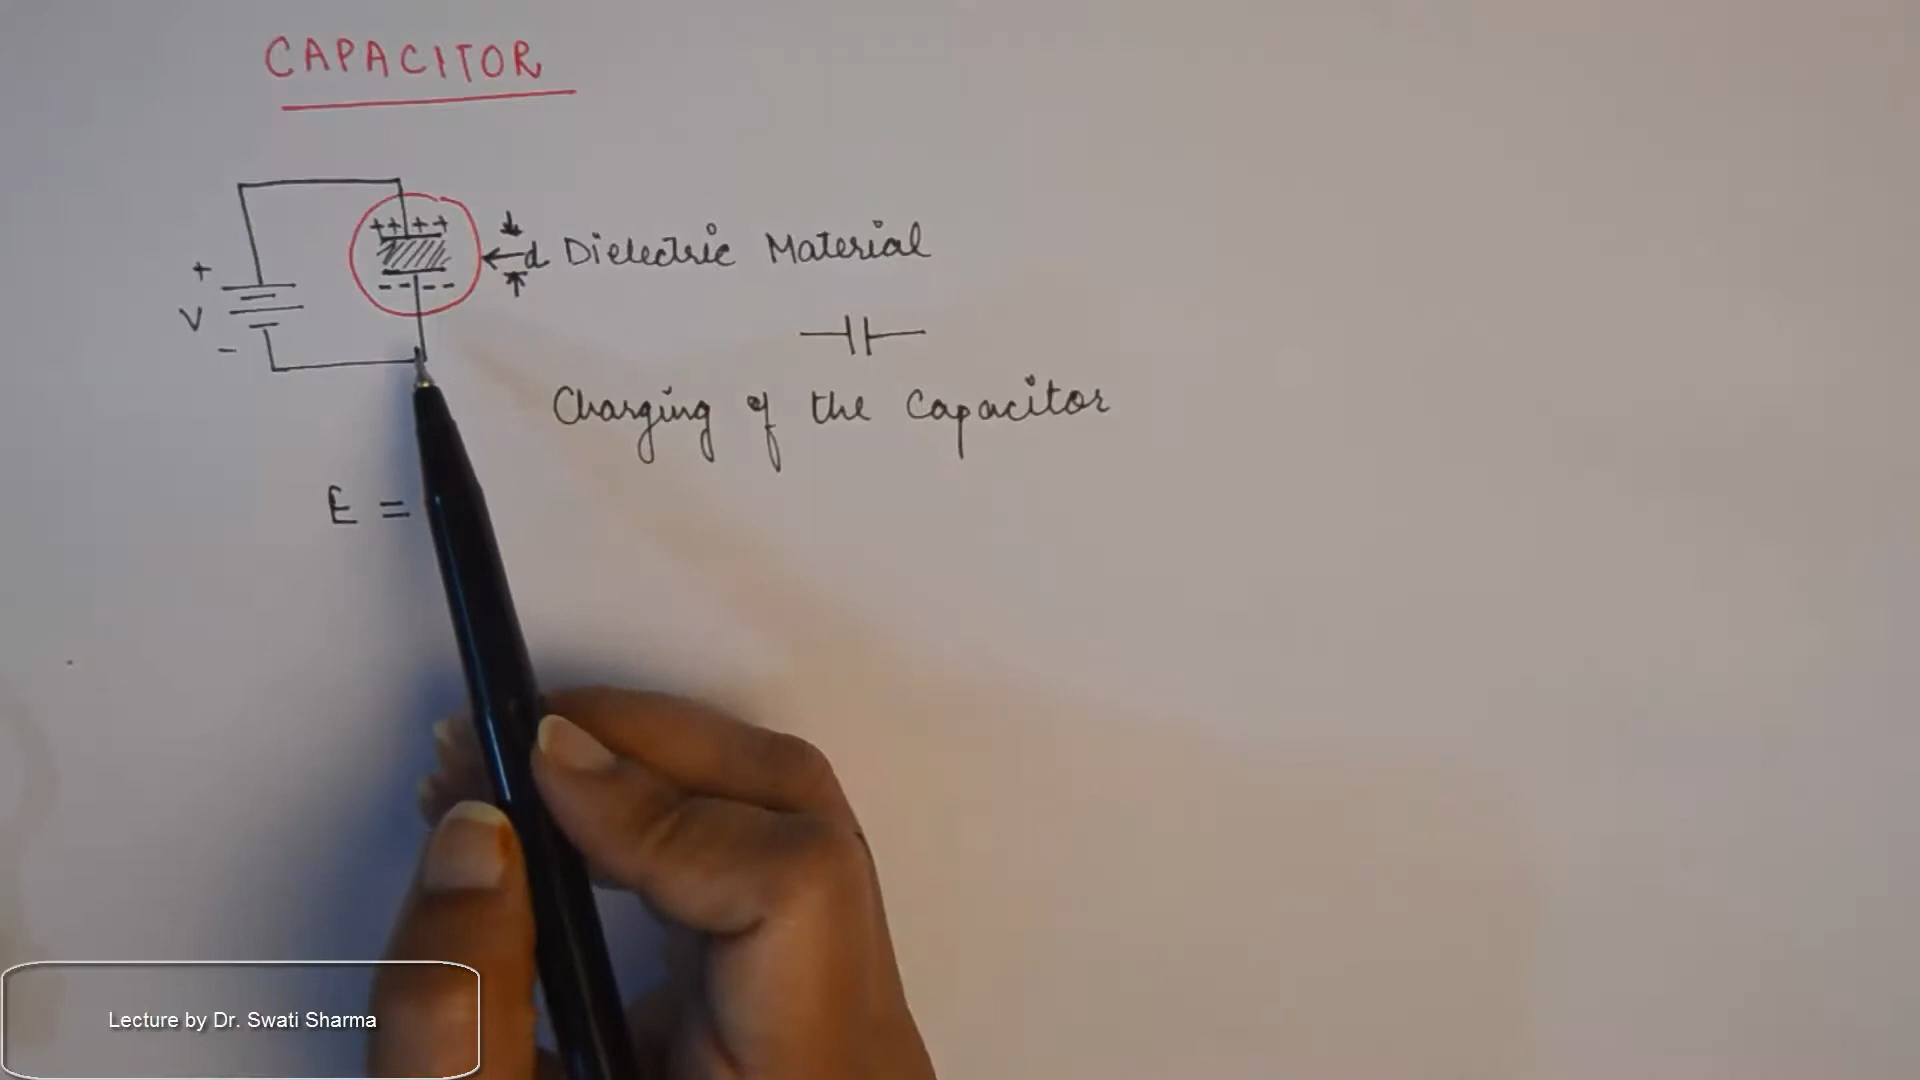 CAPACITOR
++++
d Dielectric Material
+
----
V
-
Charging of the Capacitor
E =
Lecture by Dr. Swati Sharma